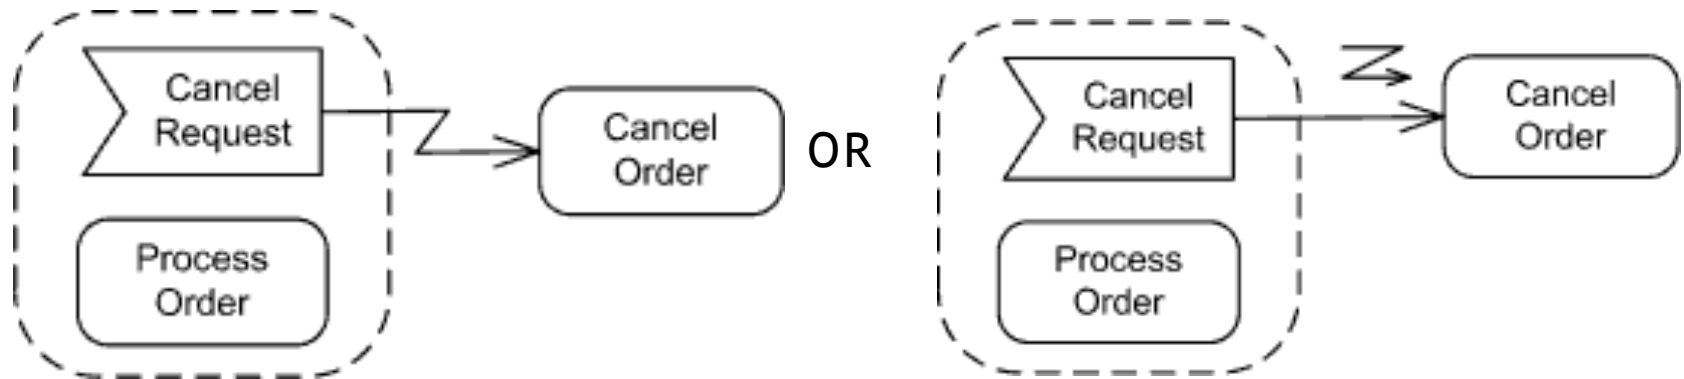 Cancel
Request
Cancel
Order
Process
Order
OR
Cancel
Request
Cancel
Order
Process
Order